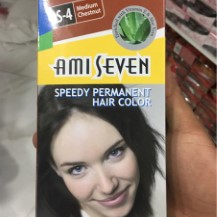 S-4
Medium
Chestnut
AMI SEVEN
SPEEDY PERMANENT
HAIR COLOR